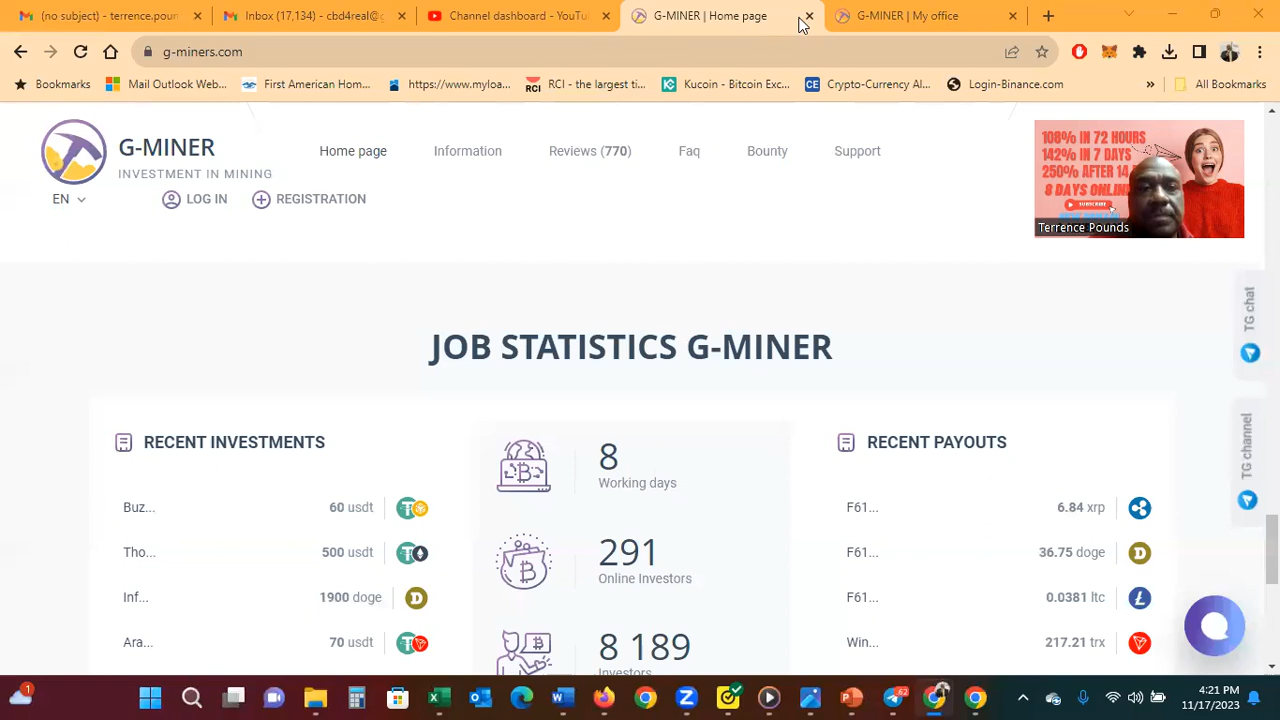 (no subject) - terrence.poun
Inbox (17,134) - cbd4real@g
Channel dashboard - YouTu
G-MINER | Home page
G-MINER | My office
g-miners.com
Bookmarks
Mail Outlook Web...
First American Hom...
https://www.myloa...
RCI - the largest ti...
Kucoin - Bitcoin Exc...
Crypto-Currency Al...
Login-Binance.com
All Bookmarks
G-MINER
INVESTMENT IN MINING
Home page
Information
Reviews (770)
Faq
Bounty
Support
EN
LOG IN
REGISTRATION
108% IN 72 HOURS
142% IN 7 DAYS
250% AFTER 14
8 DAYS ONLIN
SUBSCRIBE
Terrence Pounds
TG chat
TG channel
JOB STATISTICS G-MINER
RECENT INVESTMENTS
Buz... 60 usdt
Tho... 500 usdt
Inf... 1900 doge
Ara... 70 usdt
8
Working days
291
Online Investors
8 189
Investors
RECENT PAYOUTS
F61... 6.84 xrp
F61... 36.75 doge
F61... 0.0381 ltc
Win... 217.21 trx
1
62
4:21 PM
11/17/2023